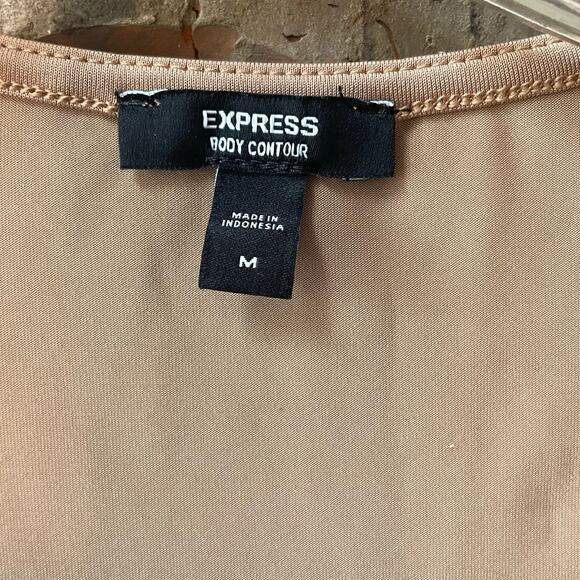 EXPRESS
BODY CONTOUR
MADE IN
INDONESIA
M